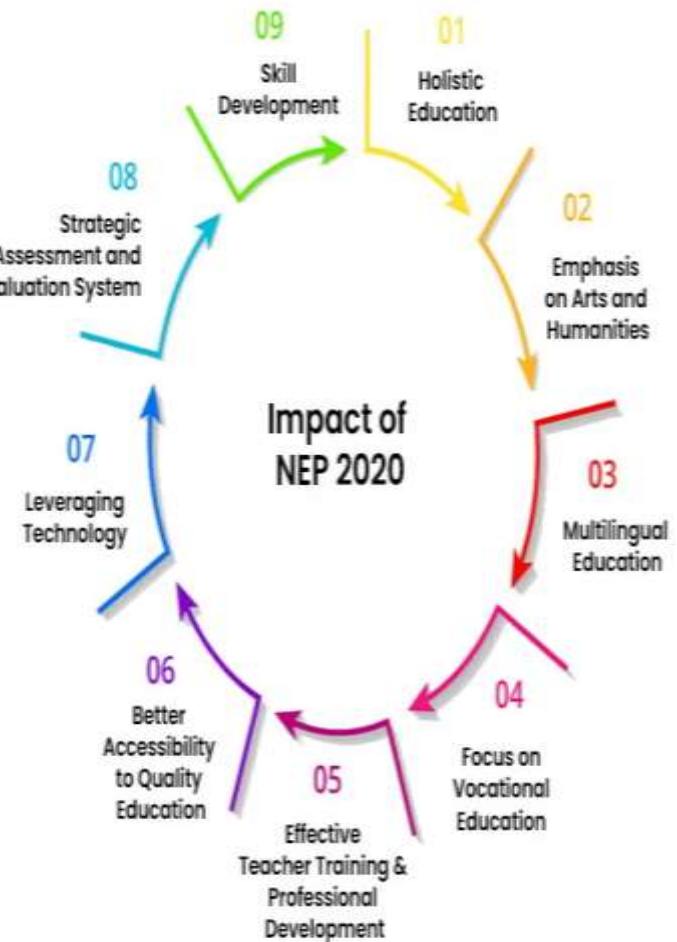 Impact of
NEP 2020
01
Holistic
Education
02
Emphasis
on Arts and
Humanities
03
Multilingual
Education
04
Focus on
Vocational
Education
05
Effective
Teacher Training &
Professional
Development
06
Better
Accessibility
to Quality
Education
07
Leveraging
Technology
08
Strategic
Assessment and
aluation System
09
Skill
Development